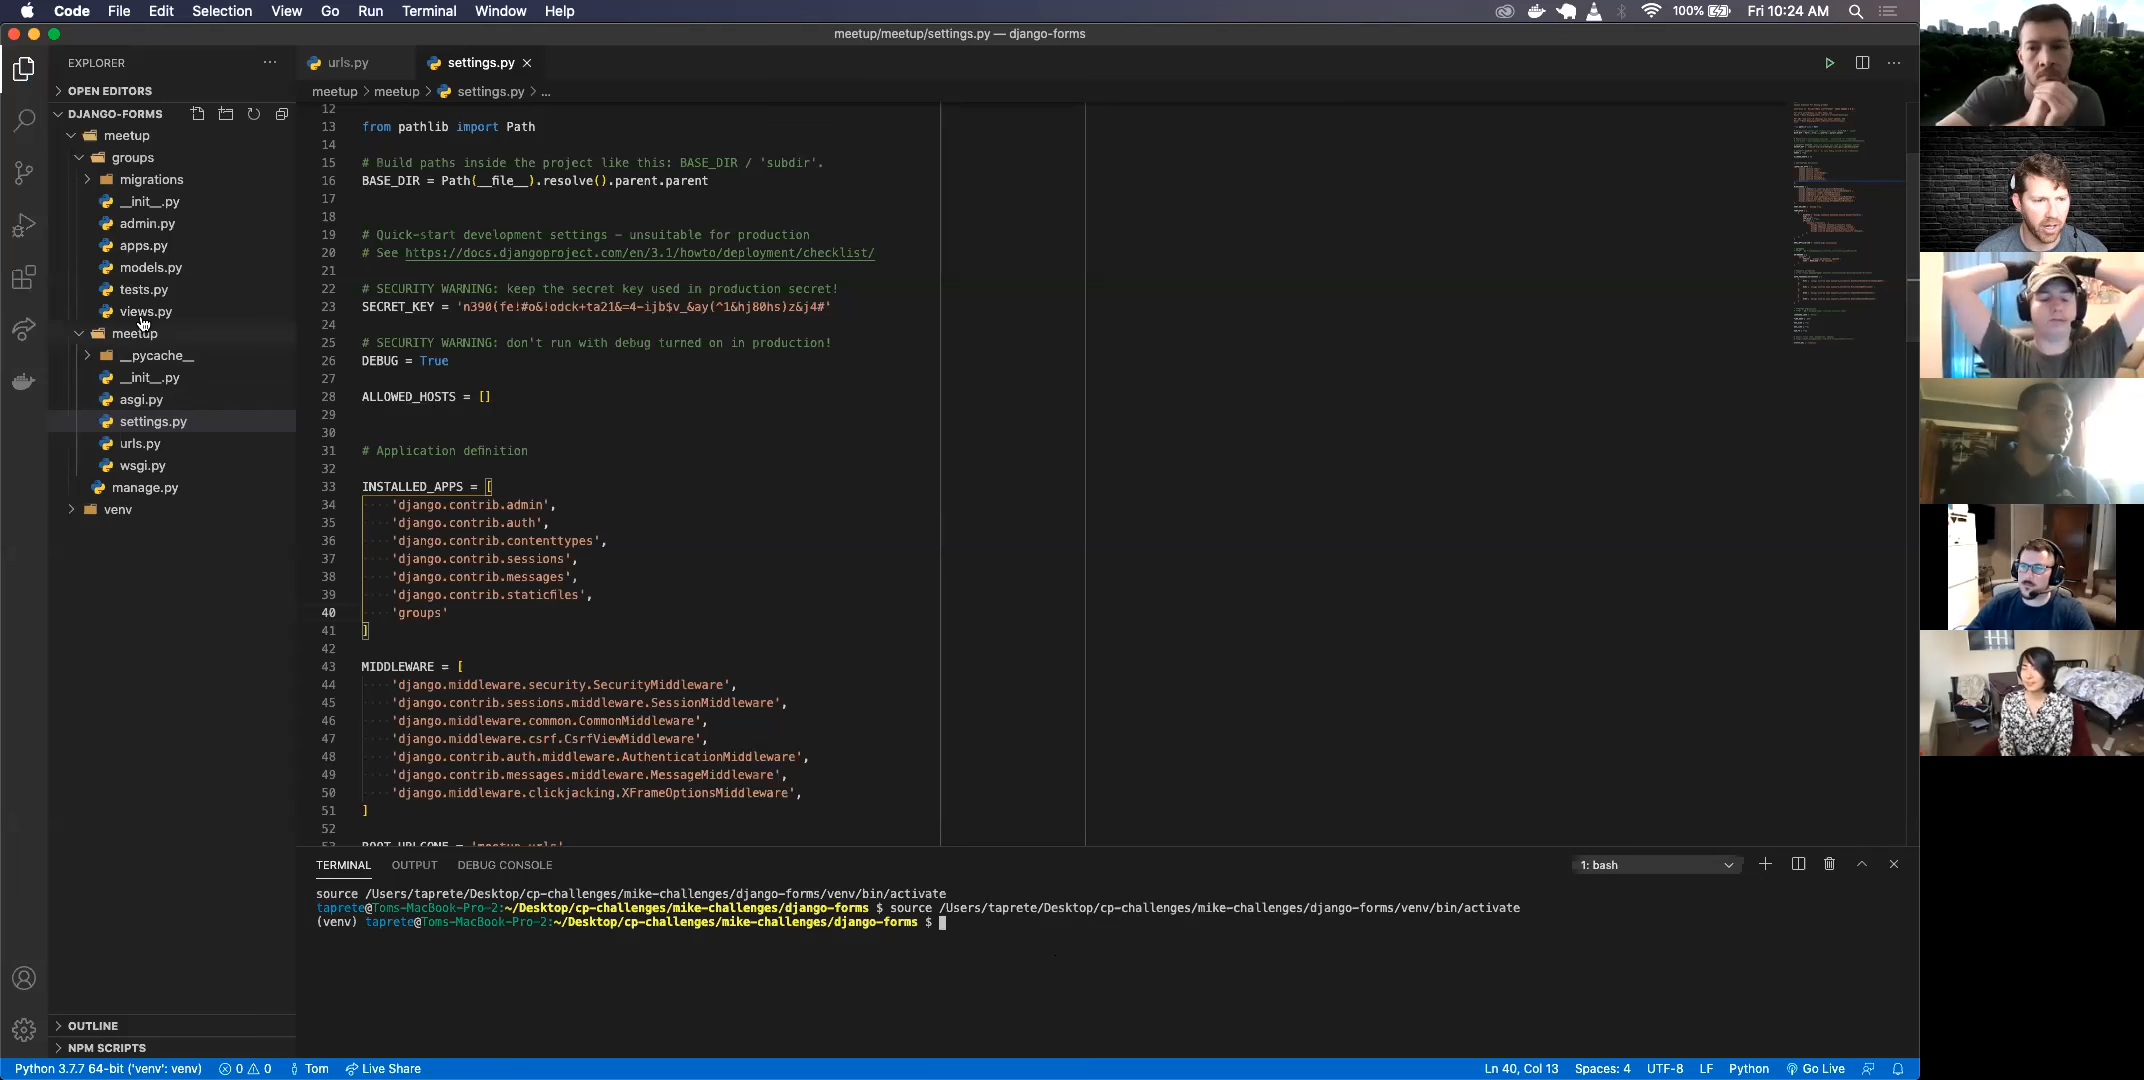 Code File Edit Selection View Go Run Terminal Window Help
100% Fri 10:24 AM
meetup/meetup/settings.py — django-forms
EXPLORER
OPEN EDITORS
DJANGO-FORMS
meetup
groups
migrations
__init__.py
admin.py
apps.py
models.py
tests.py
views.py
meetup
__pycache__
__init__.py
asgi.py
settings.py
urls.py
wsgi.py
manage.py
venv
OUTLINE
NPM SCRIPTS
urls.py settings.py
meetup > meetup > settings.py > ...
12
13 from pathlib import Path
14
15 # Build paths inside the project like this: BASE_DIR / 'subdir'.
16 BASE_DIR = Path(__file__).resolve().parent.parent
17
18
19 # Quick-start development settings - unsuitable for production
20 # See https://docs.djangoproject.com/en/3.1/howto/deployment/checklist/
21
22 # SECURITY WARNING: keep the secret key used in production secret!
23 SECRET_KEY = 'n390(fe!#o&!odck+ta21&=4-ijb$v_&ay(^1&hj80hs)z&j4#'
24
25 # SECURITY WARNING: don't run with debug turned on in production!
26 DEBUG = True
27
28 ALLOWED_HOSTS = []
29
30
31 # Application definition
32
33 INSTALLED_APPS = [
34 'django.contrib.admin',
35 'django.contrib.auth',
36 'django.contrib.contenttypes',
37 'django.contrib.sessions',
38 'django.contrib.messages',
39 'django.contrib.staticfiles',
40 'groups'
41 ]
42
43 MIDDLEWARE = [
44 'django.middleware.security.SecurityMiddleware',
45 'django.contrib.sessions.middleware.SessionMiddleware',
46 'django.middleware.common.CommonMiddleware',
47 'django.middleware.csrf.CsrfViewMiddleware',
48 'django.contrib.auth.middleware.AuthenticationMiddleware',
49 'django.contrib.messages.middleware.MessageMiddleware',
50 'django.middleware.clickjacking.XFrameOptionsMiddleware',
51 ]
52
53 ROOT_URLCONF = 'meetup.urls'
TERMINAL OUTPUT DEBUG CONSOLE
1: bash
source /Users/taprete/Desktop/cp-challenges/mike-challenges/django-forms/venv/bin/activate
taprete@Toms-MacBook-Pro-2:~/Desktop/cp-challenges/mike-challenges/django-forms $ source /Users/taprete/Desktop/cp-challenges/mike-challenges/django-forms/venv/bin/activate
(venv) taprete@Toms-MacBook-Pro-2:~/Desktop/cp-challenges/mike-challenges/django-forms $
Python 3.7.7 64-bit ('venv': venv) 0 0 Tom Live Share
Ln 40, Col 13 Spaces: 4 UTF-8 LF Python Go Live